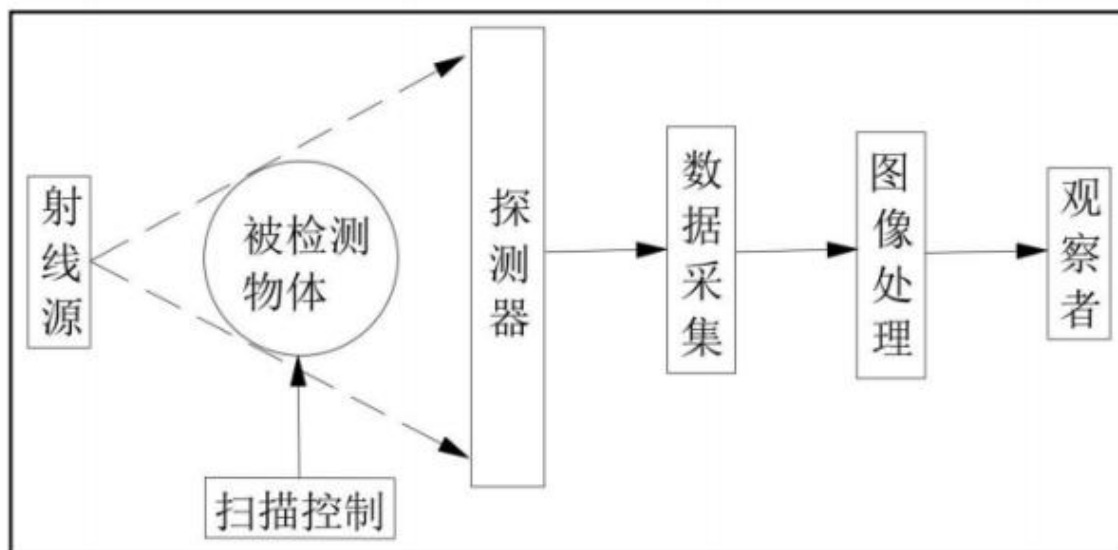 射线源
被检测
物体
扫描控制
探测器
数据采集
图像处理
观察者